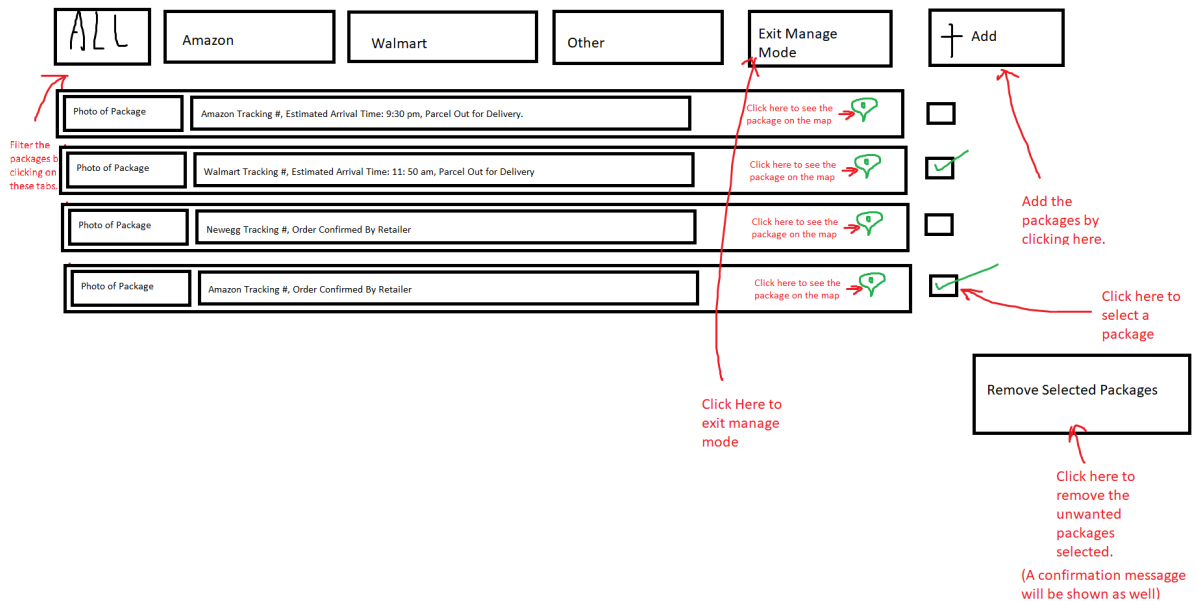 ALL
Amazon
Walmart
Other
Exit Manage
Mode
Add
Photo of Package
Amazon Tracking #, Estimated Arrival Time: 9:30 pm, Parcel Out for Delivery.
Click here to see the
package on the map
Filter the
packages b
clicking on
these tabs.
Photo of Package
Walmart Tracking #, Estimated Arrival Time: 11: 50 am, Parcel Out for Delivery
Click here to see the
package on the map
Photo of Package
Newegg Tracking #, Order Confirmed By Retailer
Click here to see the
package on the map
Add the
packages by
clicking here.
Photo of Package
Amazon Tracking #, Order Confirmed By Retailer
Click here to see the
package on the map
Click here to
select a
package
Remove Selected Packages
Click Here to
exit manage
mode
Click here to
remove the
unwanted
packages
selected.
(A confirmation messagge
will be shown as well)